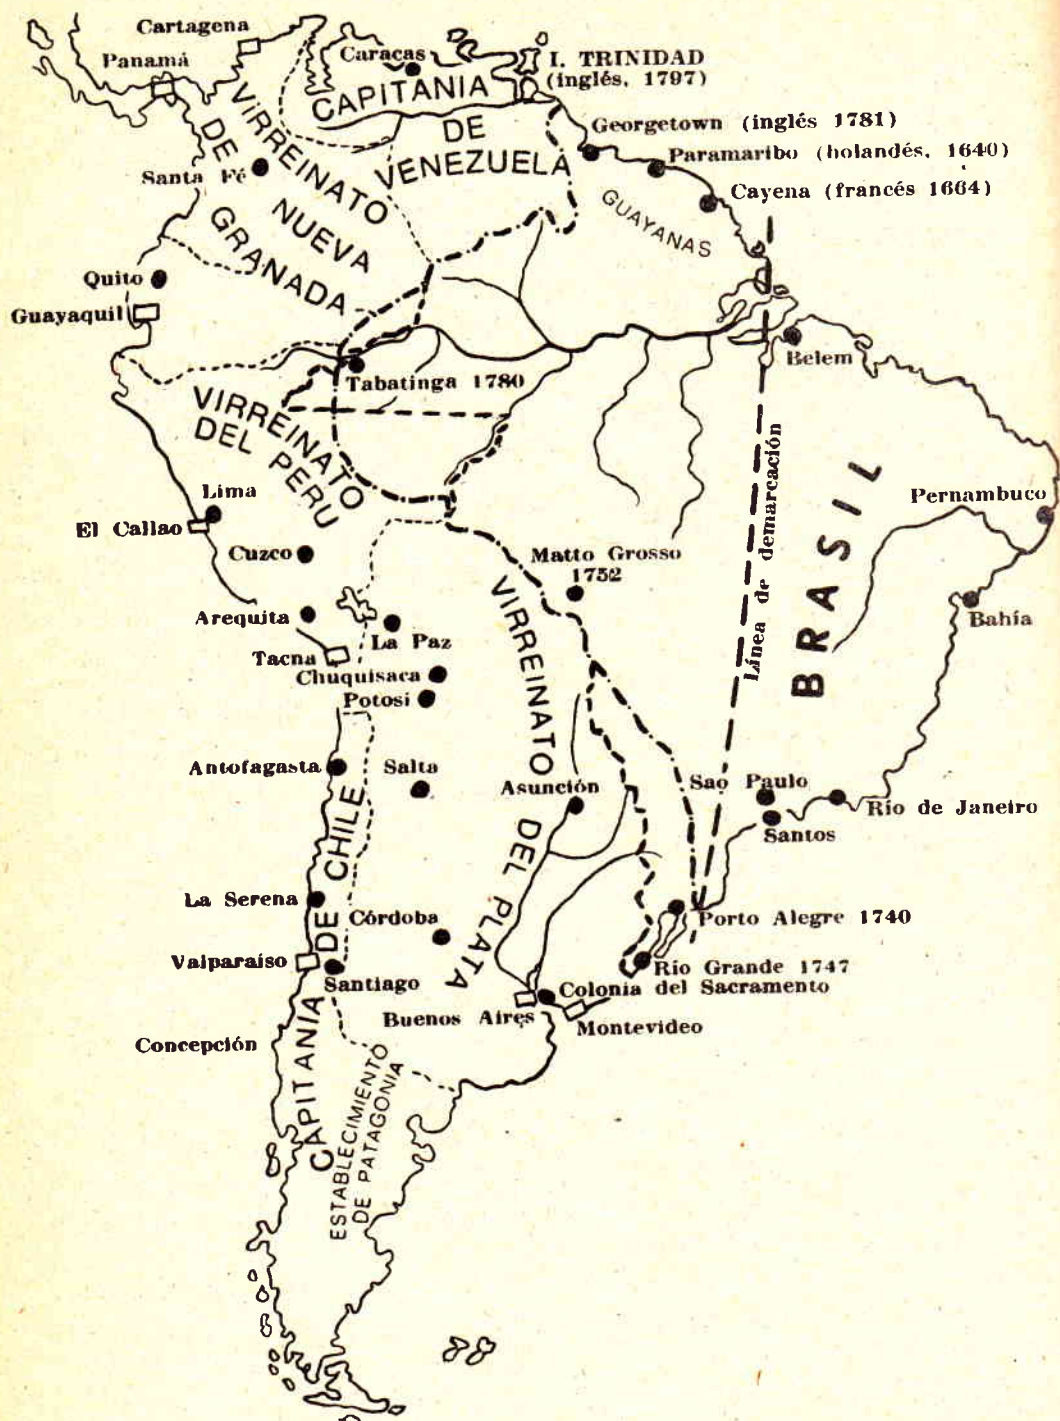 Cartagena
Panamá
Caracas
I. TRINIDAD
(inglés, 1797)
CAPITANIA
DE
VENEZUELA
Georgetown (inglés 1781)
Paramaribo (holandés, 1640)
Cayena (francés 1664)
GUAYANAS
VIRREINATO
DE NUEVA
GRANADA
Santa Fé
Quito
Guayaquil
Belem
Tabatinga 1780
VIRREINATO
DEL PERU
Lima
El Callao
Cuzco
Pernambuco
Línea de demarcación
BRASIL
Matto Grosso
1752
Bahía
Arequita
La Paz
Tacna
Chuquisaca
Potosi
VIRREINATO DEL PLATA
Antofagasta
Salta
Asunción
Sao Paulo
Río de Janeiro
Santos
CAPITANIA DE CHILE
La Serena
Córdoba
Porto Alegre 1740
Valparaíso
Santiago
Río Grande 1747
Colonia del Sacramento
Buenos Aires
Montevideo
Concepción
ESTABLECIMIENTO
DE PATAGONIA